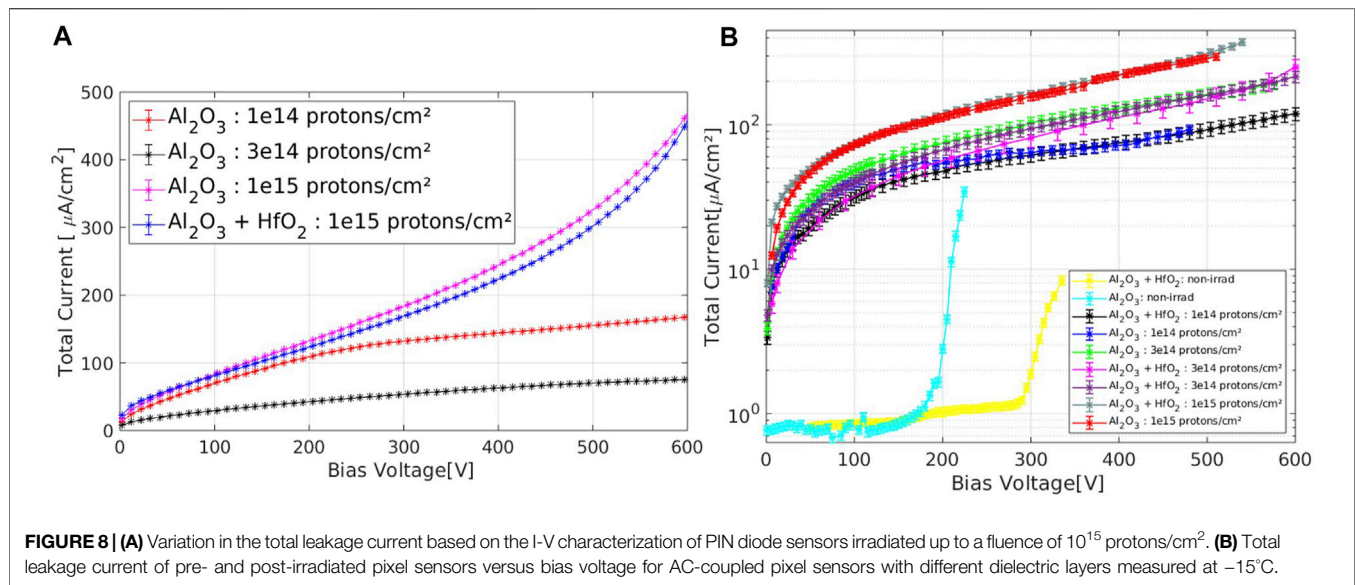 A
500
400
300
200
100
0
Total Current [ μA/cm²]
Al₂O₃ : 1e14 protons/cm²
Al₂O₃ : 3e14 protons/cm²
Al₂O₃ : 1e15 protons/cm²
Al₂O₃ + HfO₂ : 1e15 protons/cm²
0 100 200 300 400 500 600
Bias Voltage[V]
B
10²
10¹
10⁰
Total Current[μA/cm²]
Al₂O₃ + HfO₂: non-irrad
Al₂O₃: non-irrad
Al₂O₃ + HfO₂ : 1e14 protons/cm²
Al₂O₃ : 1e14 protons/cm²
Al₂O₃ : 3e14 protons/cm²
Al₂O₃ + HfO₂ : 3e14 protons/cm²
Al₂O₃ + HfO₂ : 3e14 protons/cm²
Al₂O₃ + HfO₂ : 1e15 protons/cm²
Al₂O₃ : 1e15 protons/cm²
0 100 200 300 400 500 600
Bias Voltage[V]
FIGURE 8 | (A) Variation in the total leakage current based on the I-V characterization of PIN diode sensors irradiated up to a fluence of 10¹⁵ protons/cm². (B) Total
leakage current of pre- and post-irradiated pixel sensors versus bias voltage for AC-coupled pixel sensors with different dielectric layers measured at −15°C.